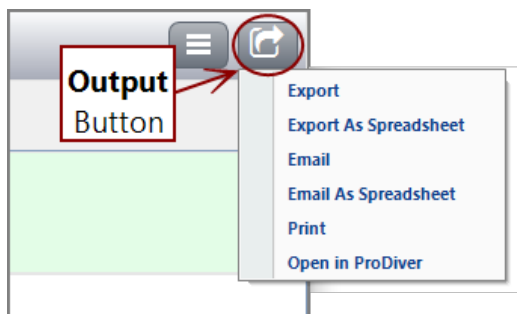 Output
Button
Export
Export As Spreadsheet
Email
Email As Spreadsheet
Print
Open in ProDiver